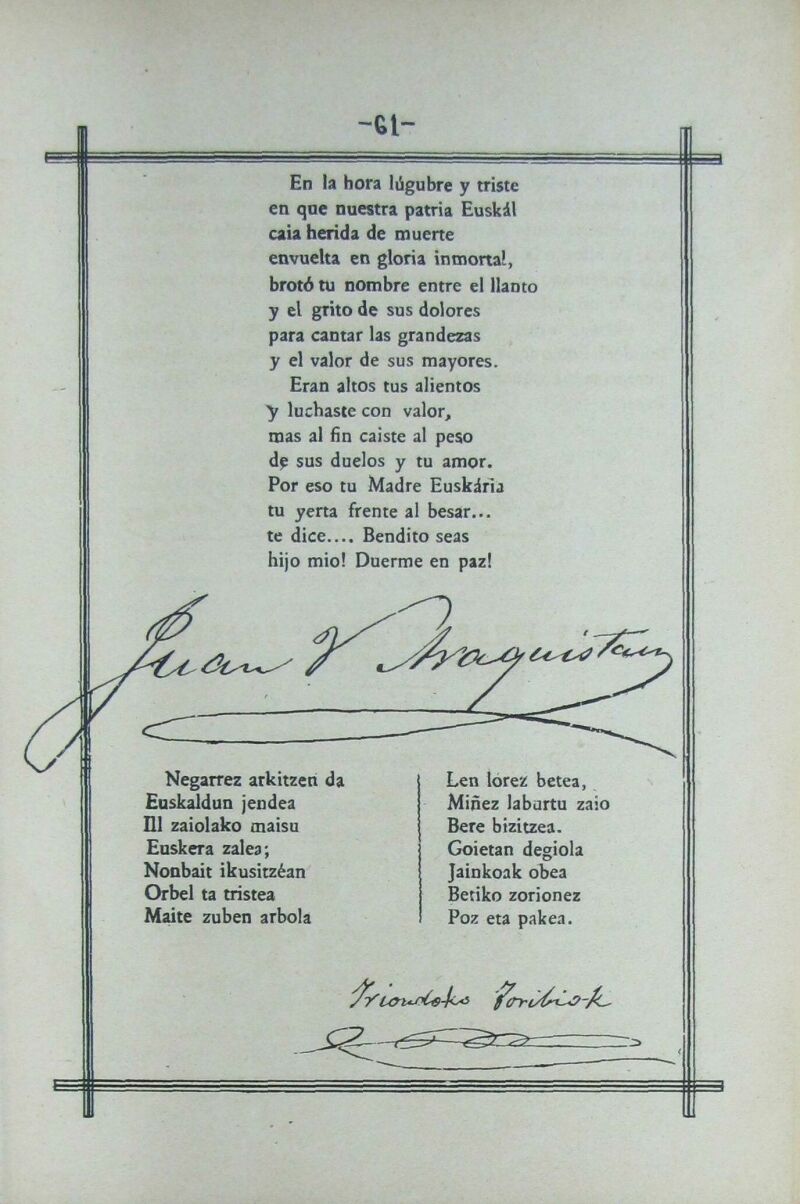 -61-
En la hora lúgubre y triste
en que nuestra patria Euskál
caia herida de muerte
envuelta en gloria inmortal,
brotó tu nombre entre el llanto
y el grito de sus dolores
para cantar las grandezas
y el valor de sus mayores.
Eran altos tus alientos
y luchaste con valor,
mas al fin caiste al peso
de sus duelos y tu amor.
Por eso tu Madre Euskária
tu yerta frente al besar...
te dice.... Bendito seas
hijo mio! Duerme en paz!
Juan V Araquistain
Negarrez arkitzen da
Euskaldun jendea
Ill zaiolako maisu
Euskera zalea;
Nonbait ikusitzéan
Orbel ta tristea
Maite zuben arbola
Len lorez betea,
Miñez laburtu zaio
Bere bizitzea.
Goietan degiola
Jainkoak obea
Betiko zorionez
Poz eta pakea.
Iriondoko Toribiok